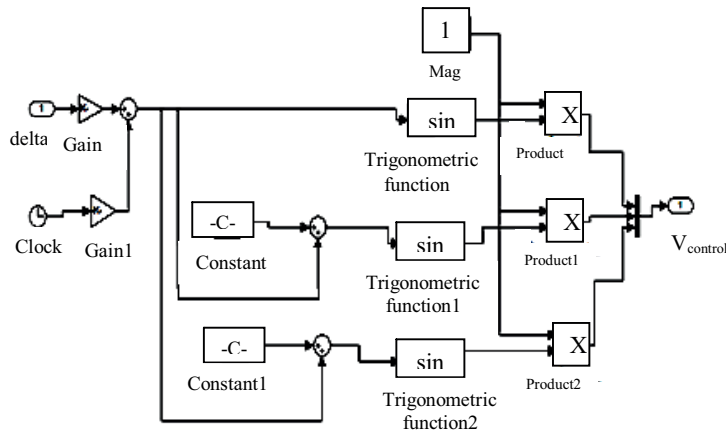 1
Mag
1
delta
Gain
sin
Trigonometric
function
X
Product
Clock
Gain1
-C-
Constant
sin
Trigonometric
function1
X
Product1
1
Vcontrol
-C-
Constant1
sin
Trigonometric
function2
X
Product2